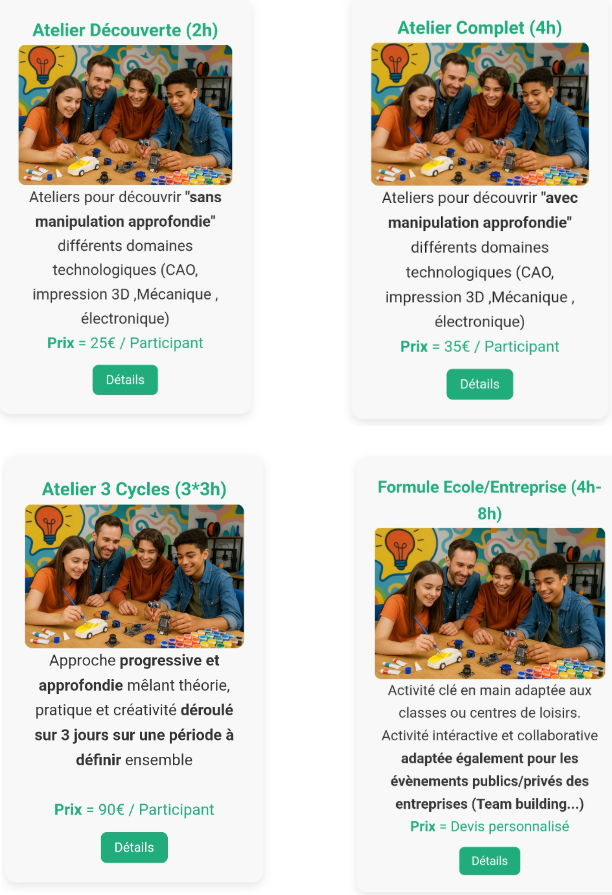 Atelier Découverte (2h)
Ateliers pour découvrir "sans
manipulation approfondie"
différents domaines
technologiques (CAO,
impression 3D ,Mécanique ,
électronique)
Prix = 25€ / Participant
Détails
Atelier Complet (4h)
Ateliers pour découvrir "avec
manipulation approfondie"
différents domaines
technologiques (CAO,
impression 3D ,Mécanique ,
électronique)
Prix = 35€ / Participant
Détails
Atelier 3 Cycles (3*3h)
Approche progressive et
approfondie mêlant théorie,
pratique et créativité déroulé
sur 3 jours sur une période à
définir ensemble
Prix = 90€ / Participant
Détails
Formule Ecole/Entreprise (4h-
8h)
Activité clé en main adaptée aux
classes ou centres de loisirs.
Activité intéractive et collaborative
adaptée également pour les
évènements publics/privés des
entreprises (Team building...)
Prix = Devis personnalisé
Détails